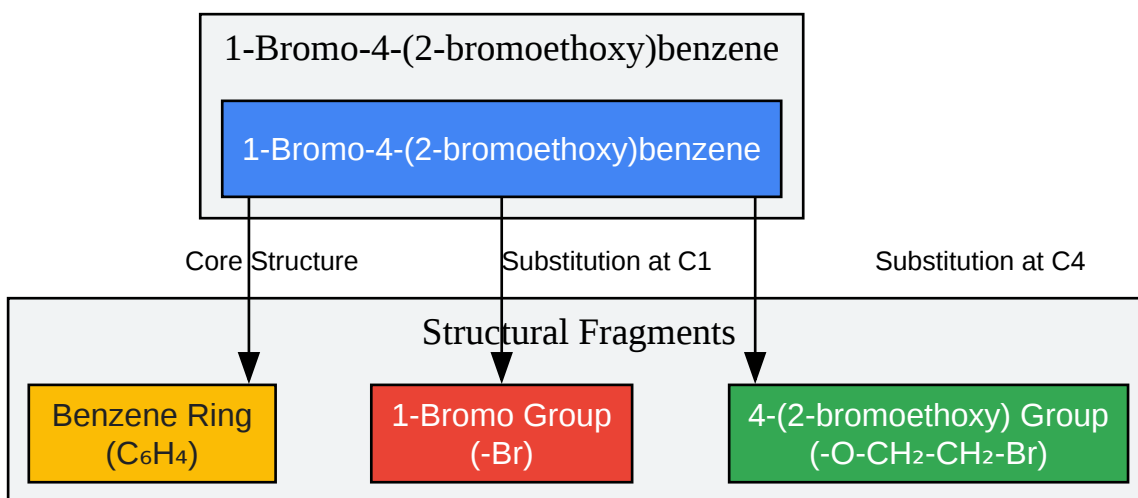 1-Bromo-4-(2-bromoethoxy)benzene
1-Bromo-4-(2-bromoethoxy)benzene
Core Structure
Substitution at C1
Substitution at C4
Structural Fragments
Benzene Ring
(C₆H₄)
1-Bromo Group
(-Br)
4-(2-bromoethoxy) Group
(-O-CH₂-CH₂-Br)